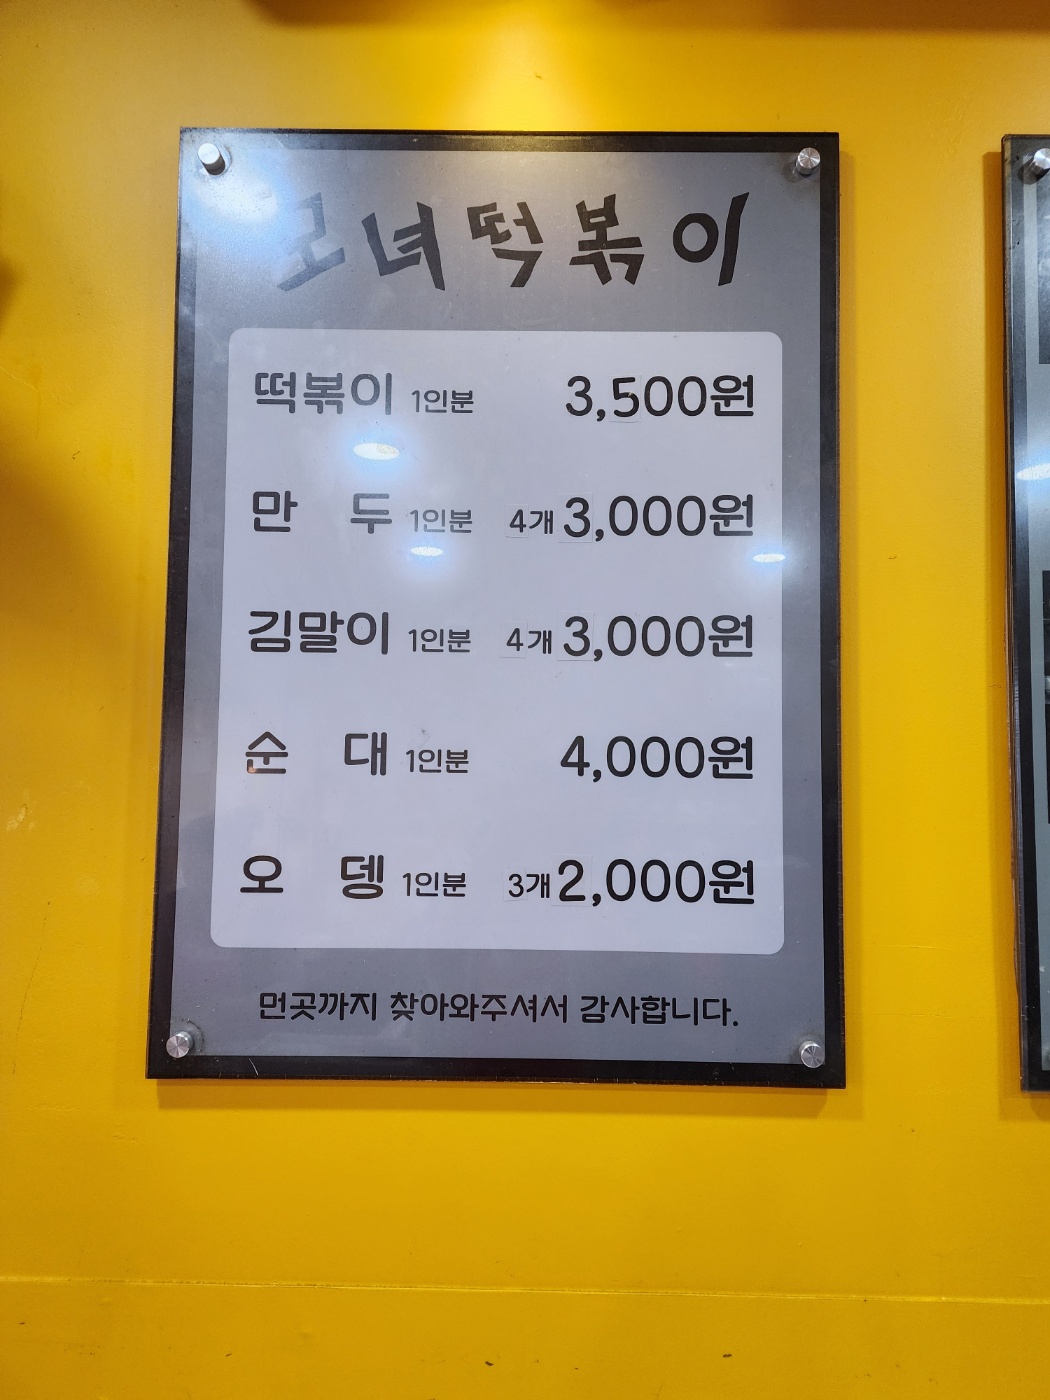 모녀떡볶이
떡볶이 1인분 3,500원
만 두 1인분 4개 3,000원
김말이 1인분 4개 3,000원
순 대 1인분 4,000원
오 뎅 1인분 3개 2,000원
먼곳까지 찾아와주셔서 감사합니다.